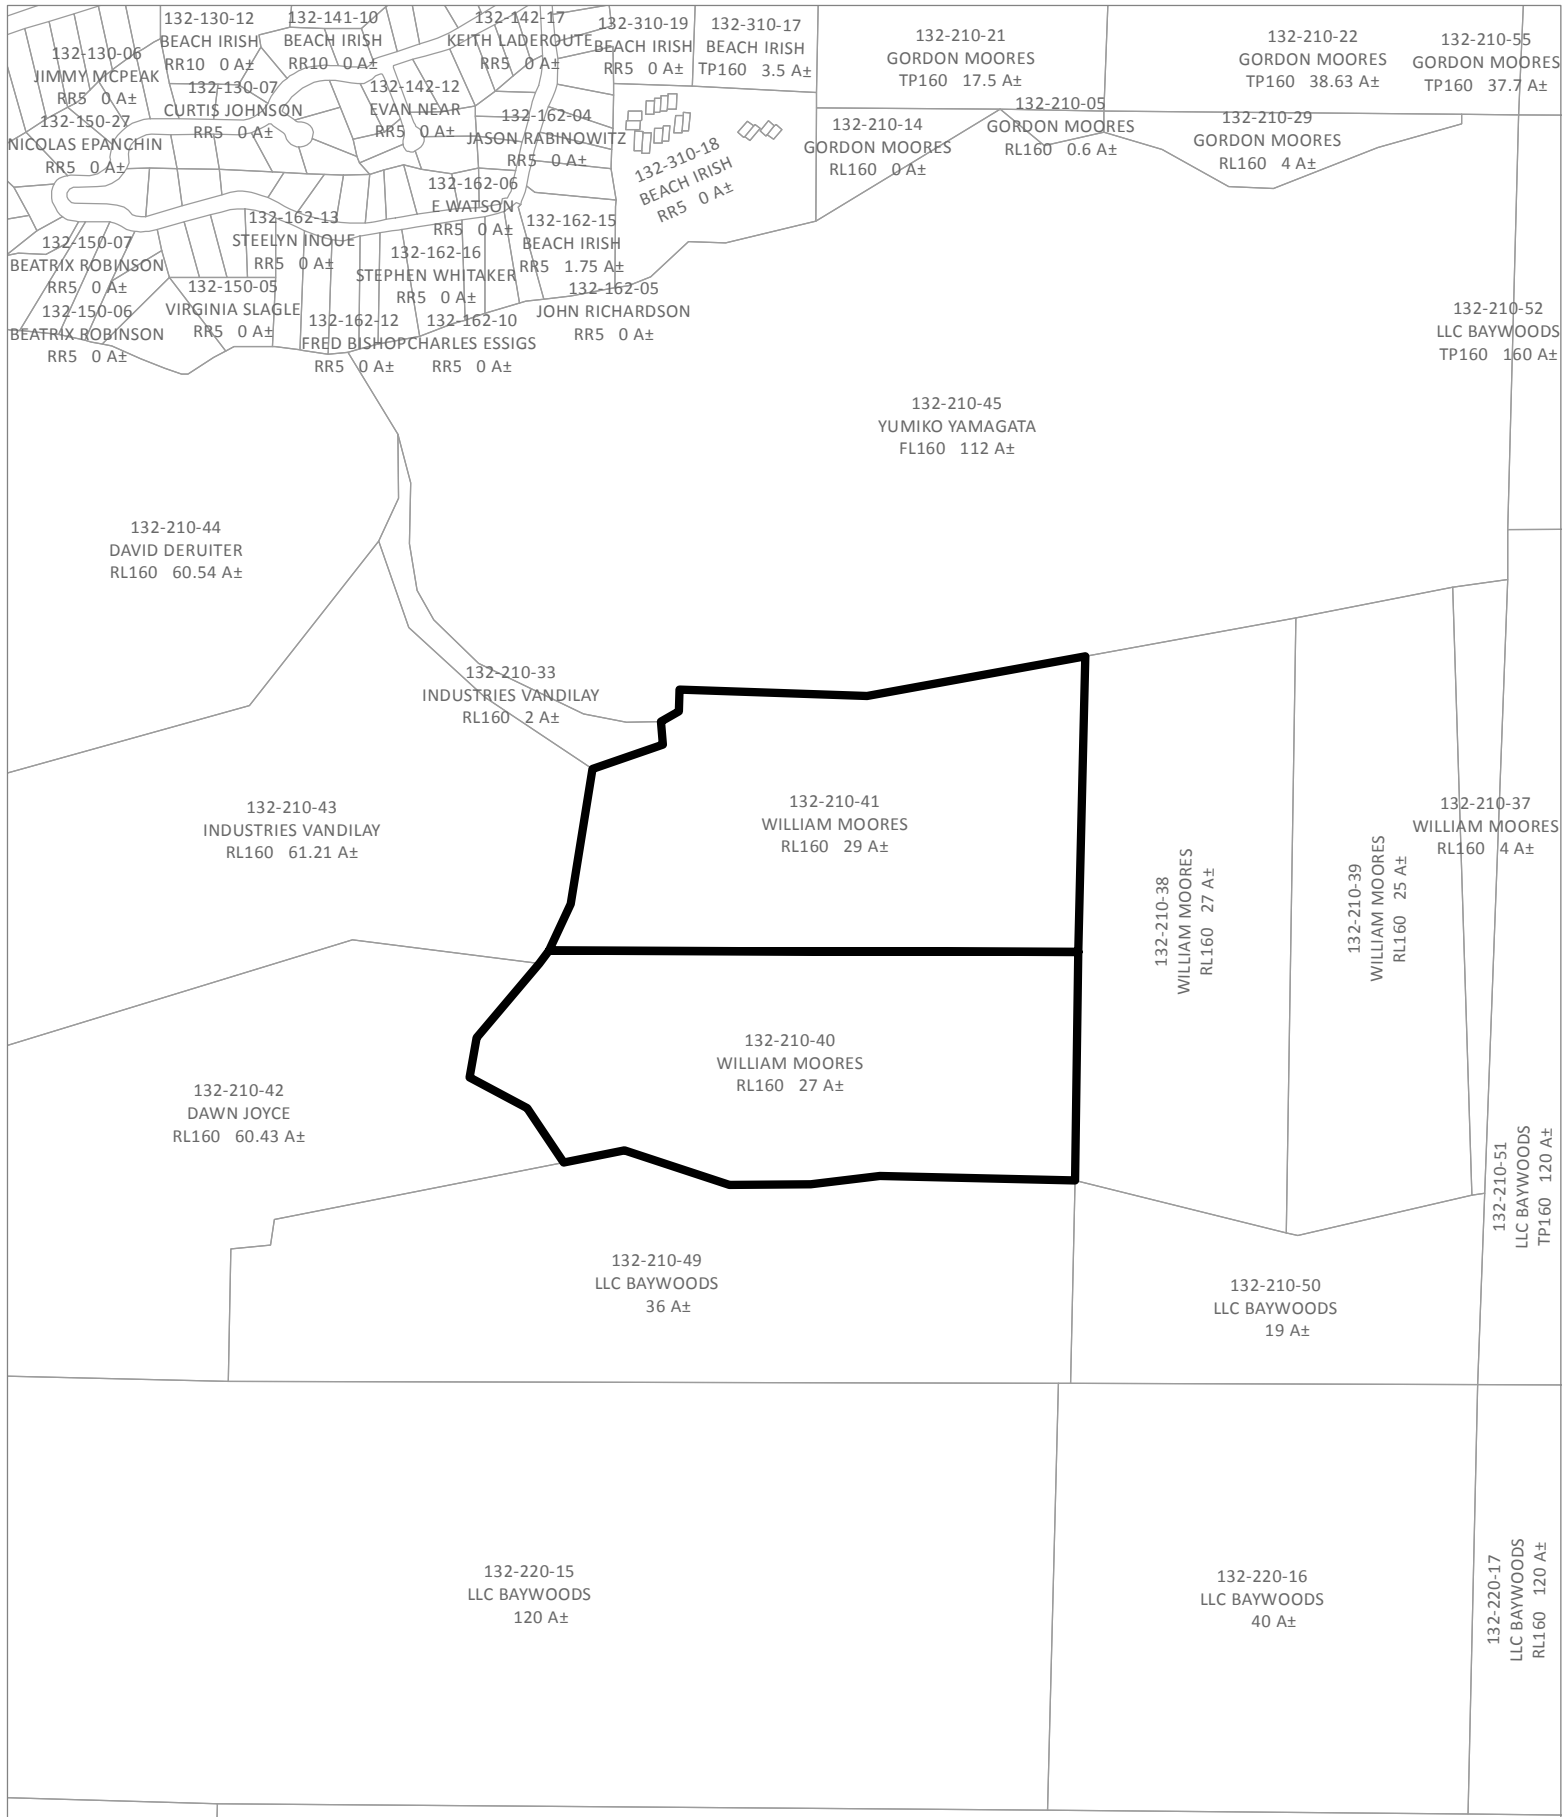 132-130-12
BEACH IRISH
RR10 0 A±
132-141-10
BEACH IRISH
RR10 0 A±
132-142-17
KEITH LADEROUTE
RR5 0 A±
132-310-19
BEACH IRISH
RR5 0 A±
132-310-17
BEACH IRISH
TP160 3.5 A±
132-210-21
GORDON MOORES
TP160 17.5 A±
132-210-22
GORDON MOORES
TP160 38.63 A±
132-210-55
GORDON MOORES
TP160 37.7 A±
132-130-06
JIMMY MCPEAK
RR5 0 A±
132-130-07
CURTIS JOHNSON
RR5 0 A±
132-142-12
EVAN NEAR
RR5 0 A±
132-162-04
JASON RABINOWITZ
RR5 0 A±
132-150-27
NICOLAS EPANCHIN
RR5 0 A±
132-310-18
BEACH IRISH
RR5 0 A±
132-210-14
GORDON MOORES
RL160 0 A±
132-210-05
GORDON MOORES
RL160 0.6 A±
132-210-29
GORDON MOORES
RL160 4 A±
132-162-06
E WATSON
RR5 0 A±
132-162-13
STEELYN INOUE
RR5 0 A±
132-162-15
BEACH IRISH
RR5 1.75 A±
132-150-07
BEATRIX ROBINSON
RR5 0 A±
132-162-16
STEPHEN WHITAKER
RR5 0 A±
132-150-05
VIRGINIA SLAGLE
RR5 0 A±
132-162-05
JOHN RICHARDSON
RR5 0 A±
132-150-06
BEATRIX ROBINSON
RR5 0 A±
132-162-12
FRED BISHOP
RR5 0 A±
132-162-10
CHARLES ESSIGS
RR5 0 A±
132-210-52
LLC BAYWOODS
TP160 160 A±
132-210-45
YUMIKO YAMAGATA
FL160 112 A±
132-210-44
DAVID DERUITER
RL160 60.54 A±
132-210-33
INDUSTRIES VANDILAY
RL160 2 A±
132-210-43
INDUSTRIES VANDILAY
RL160 61.21 A±
132-210-41
WILLIAM MOORES
RL160 29 A±
132-210-38
WILLIAM MOORES
RL160 27 A±
132-210-39
WILLIAM MOORES
RL160 25 A±
132-210-37
WILLIAM MOORES
RL160 4 A±
132-210-40
WILLIAM MOORES
RL160 27 A±
132-210-42
DAWN JOYCE
RL160 60.43 A±
132-210-51
LLC BAYWOODS
TP160 120 A±
132-210-49
LLC BAYWOODS
36 A±
132-210-50
LLC BAYWOODS
19 A±
132-220-15
LLC BAYWOODS
120 A±
132-220-16
LLC BAYWOODS
40 A±
132-220-17
LLC BAYWOODS
RL160 120 A±